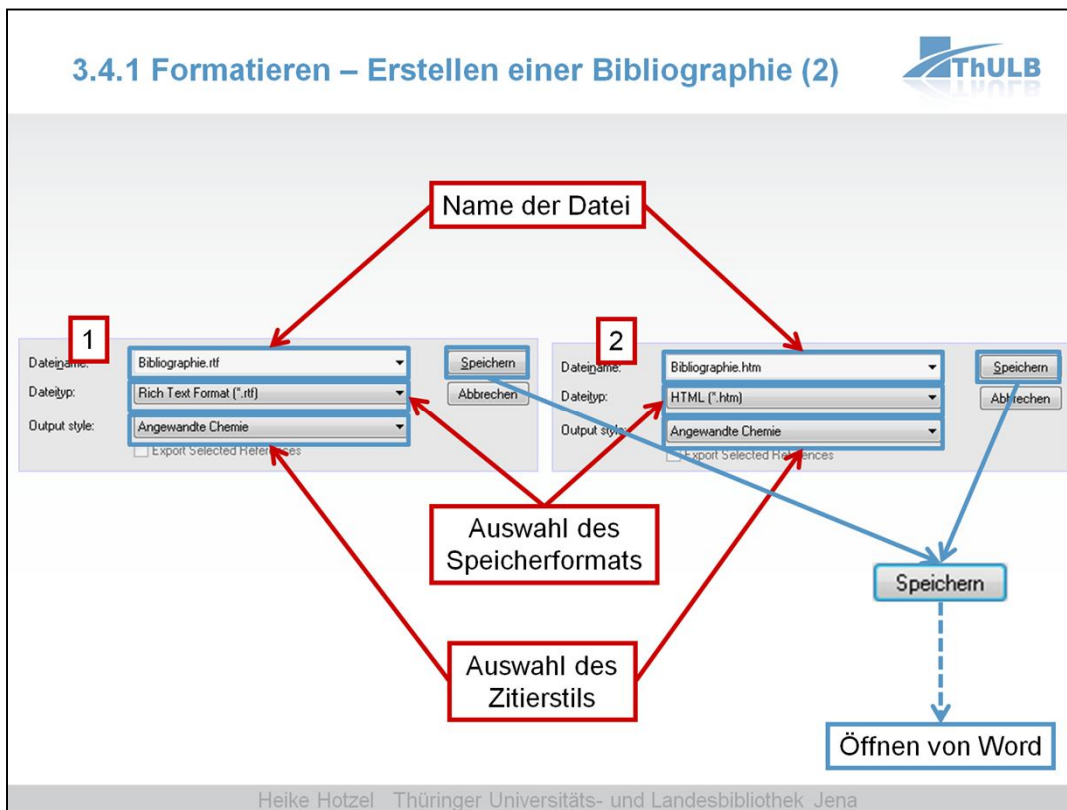 3.4.1 Formatieren – Erstellen einer Bibliographie (2)
ThULB
Name der Datei
1
Dateiname:
Bibliographie.rtf
Speichern
Dateityp:
Rich Text Format (*.rtf)
Abbrechen
Output style:
Angewandte Chemie
Export Selected References
2
Dateiname:
Bibliographie.htm
Speichern
Dateityp:
HTML (*.htm)
Abbrechen
Output style:
Angewandte Chemie
Export Selected References
Auswahl des
Speicherformats
Speichern
Auswahl des
Zitierstils
Öffnen von Word
Heike Hotzel Thüringer Universitäts- und Landesbibliothek Jena